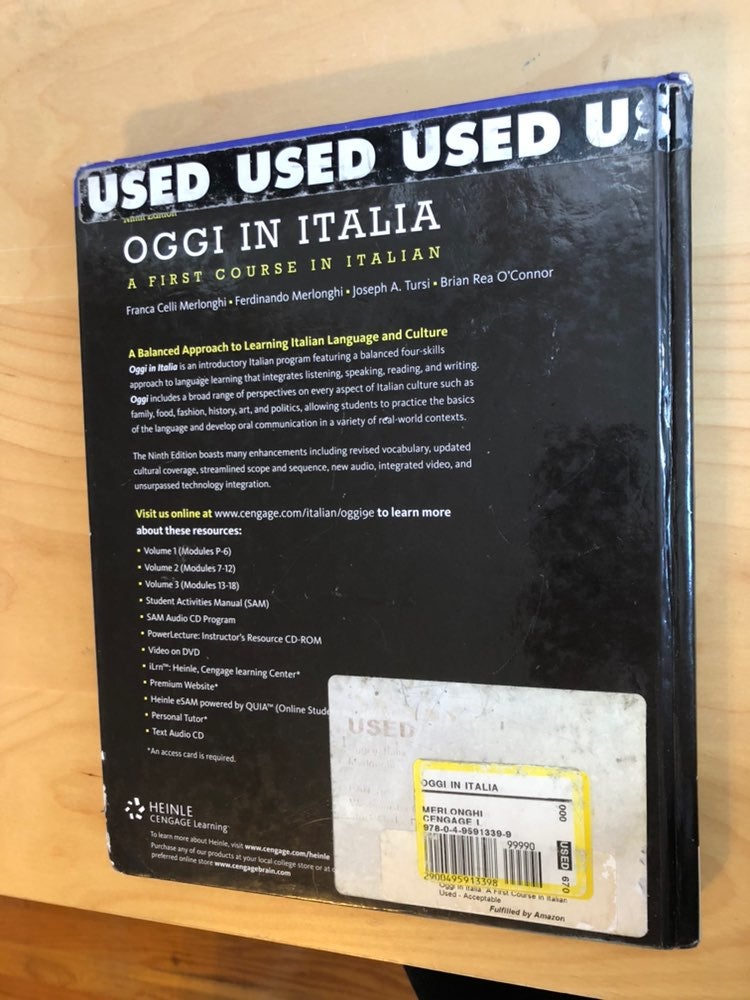 USED USED USED US
Ninth Edition
OGGI IN ITALIA
A FIRST COURSE IN ITALIAN
Franca Celli Merlonghi ▪ Ferdinando Merlonghi ▪ Joseph A. Tursi ▪ Brian Rea O'Connor
A Balanced Approach to Learning Italian Language and Culture
Oggi in Italia is an introductory Italian program featuring a balanced four-skills
approach to language learning that integrates listening, speaking, reading, and writing.
Oggi includes a broad range of perspectives on every aspect of Italian culture such as
family, food, fashion, history, art, and politics, allowing students to practice the basics
of the language and develop oral communication in a variety of real-world contexts.
The Ninth Edition boasts many enhancements including revised vocabulary, updated
cultural coverage, streamlined scope and sequence, new audio, integrated video, and
unsurpassed technology integration.
Visit us online at www.cengage.com/italian/oggi9e to learn more
about these resources:
▪ Volume 1 (Modules P-6)
▪ Volume 2 (Modules 7-12)
▪ Volume 3 (Modules 13-18)
▪ Student Activities Manual (SAM)
▪ SAM Audio CD Program
▪ PowerLecture: Instructor's Resource CD-ROM
▪ Video on DVD
▪ iLrn™: Heinle, Cengage learning Center*
▪ Premium Website*
▪ Heinle eSAM powered by QUIA™ (Online Stude
▪ Personal Tutor*
▪ Text Audio CD
*An access card is required.
HEINLE
CENGAGE Learning
To learn more about Heinle, visit www.cengage.com/heinle
Purchase any of our products at your local college store or at
preferred online store www.cengagebrain.com
USED
OGGI IN ITALIA
MERLONGHI
CENGAGE L
978-0-4-9591339-9
99990
2900495913398
000
USED
670
Oggi in Italia: A First Course in Italian
Used - Acceptable
Fulfilled by Amazon